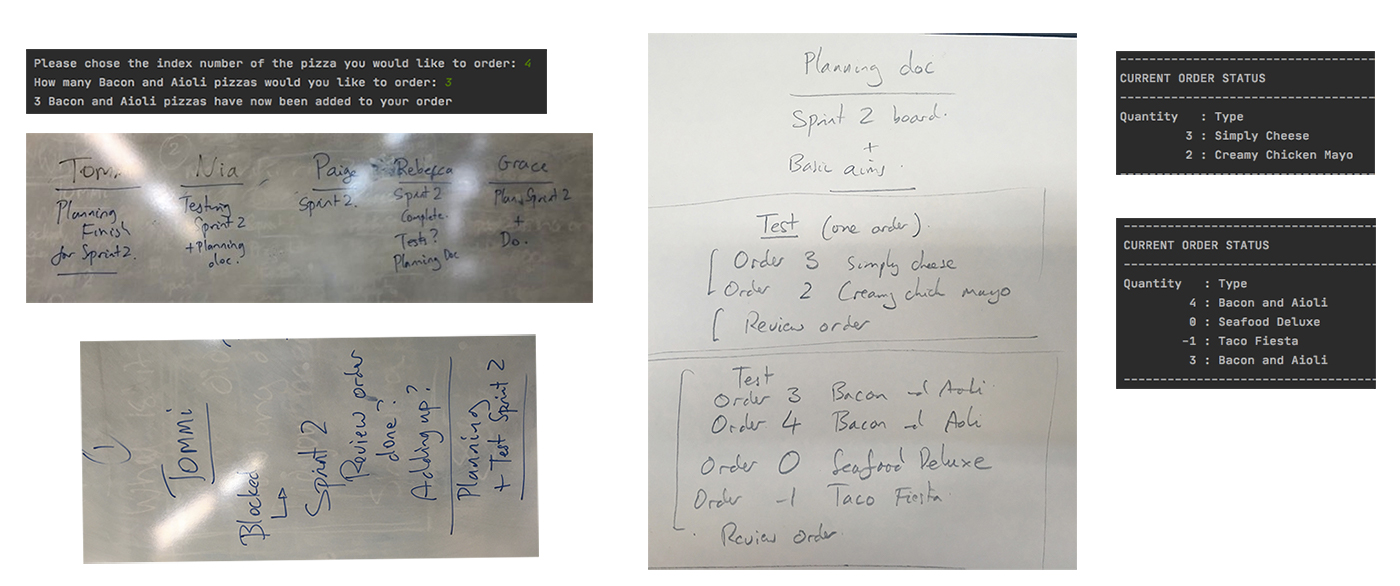 Please chose the index number of the pizza you would like to order: 4
How many Bacon and Aioli pizzas would you like to order: 3
3 Bacon and Aioli pizzas have now been added to your order
Tommi
Planning
Finish
for Sprint 2.
2
Nia
Testing
Sprint 2
+ Planning
doc.
Paige
Sprint 2.
Rebecca
Sprint 2
Complete.
Tests?
Planning Doc
Grace
Plan Sprint 2
+
Do.
1
Tommi
Blocked
↳
Sprint 2
Review order
done?
Adding up?
Planning
+ Test Sprint 2
Planning doc
Sprint 2 board.
+
Basic aims.
Test (one order).
Order 3 Simply cheese
Order 2 Creamy chick mayo
Review order
Test
Order 3 Bacon Aoli
Order 4 Bacon Aoli
Order 0 Seafood Deluxe
Order -1 Taco Fiesta
Review order
CURRENT ORDER STATUS
Quantity : Type
3 : Simply Cheese
2 : Creamy Chicken Mayo
CURRENT ORDER STATUS
Quantity : Type
4 : Bacon and Aioli
0 : Seafood Deluxe
-1 : Taco Fiesta
3 : Bacon and Aioli